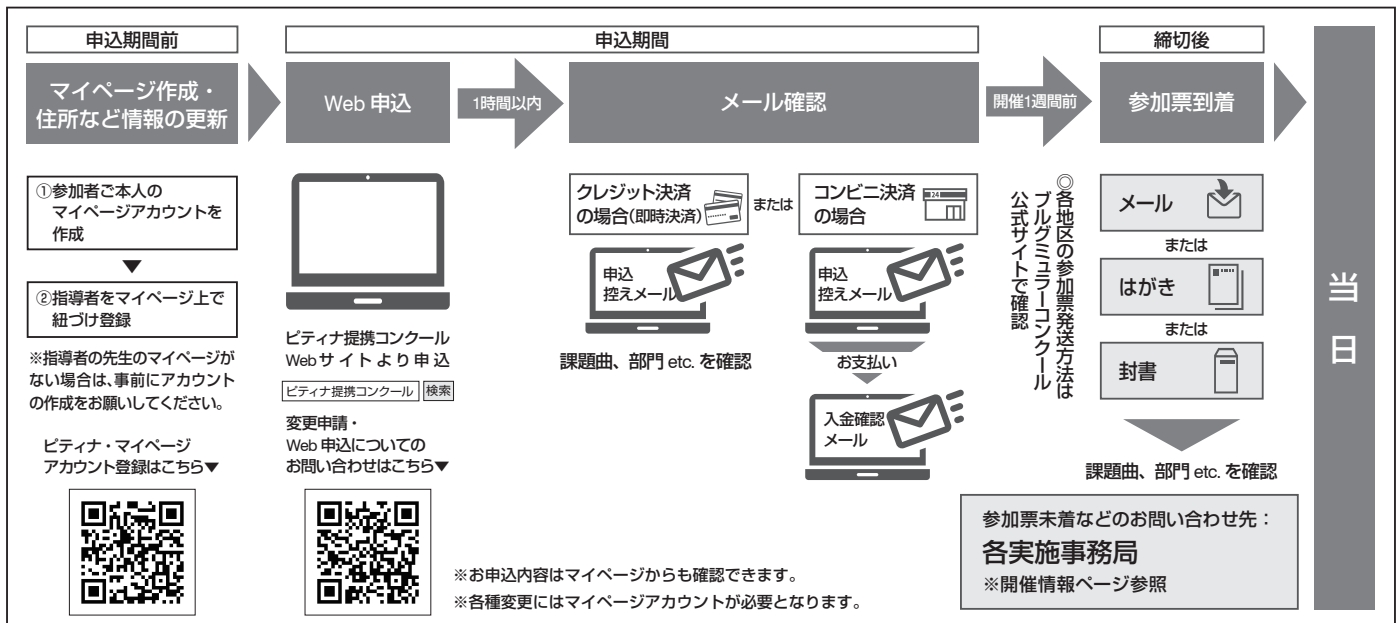 申込期間前
マイページ作成・
住所など情報の更新
①参加者ご本人の
マイページアカウントを
作成
▼
②指導者をマイページ上で
紐づけ登録
※指導者の先生のマイページが
ない場合は、事前にアカウント
の作成をお願いしてください。
ピティナ・マイページ
アカウント登録はこちら▼
申込期間
Web 申込
1時間以内
メール確認
ピティナ提携コンクール
Webサイトより申込
ピティナ提携コンクール 検索
変更申請・
Web 申込についての
お問い合わせはこちら▼
クレジット決済
の場合(即時決済)
または
コンビニ決済
の場合
24
申込
控えメール
課題曲、部門 etc. を確認
申込
控えメール
お支払い
入金確認
メール
※お申込内容はマイページからも確認できます。
※各種変更にはマイページアカウントが必要となります。
開催1週間前
◎各地区の参加票発送方法は
ブルグミュラーコンクール
公式サイトで確認
締切後
参加票到着
メール
または
はがき
または
封書
課題曲、部門 etc. を確認
参加票未着などのお問い合わせ先：
各実施事務局
※開催情報ページ参照
当日